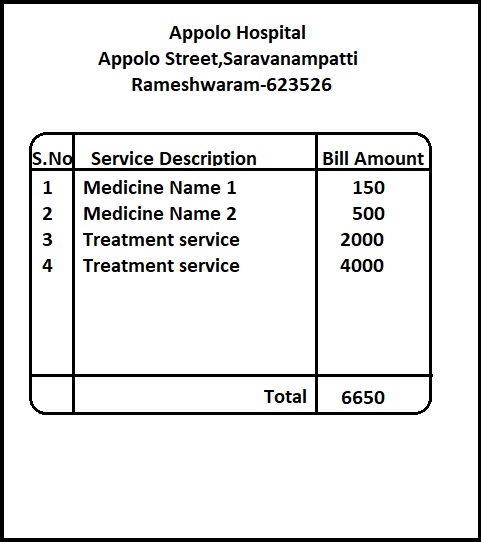 Appolo Hospital
Appolo Street,Saravanampatti
Rameshwaram-623526
S.No Service Description Bill Amount
1 Medicine Name 1 150
2 Medicine Name 2 500
3 Treatment service 2000
4 Treatment service 4000
Total 6650